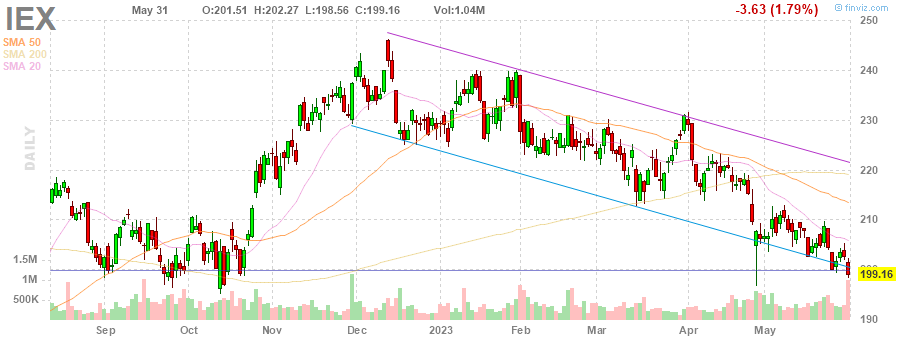 IEX May 31 O:201.51 H:202.27 L:198.56 C:199.16 Vol:1.04M -3.63 (1.79%) © finviz.com
SMA 50
SMA 200
SMA 20
DAILY
250
240
230
220
210
199.16
190
1.5M
1M
500K
Sep Oct Nov Dec 2023 Feb Mar Apr May